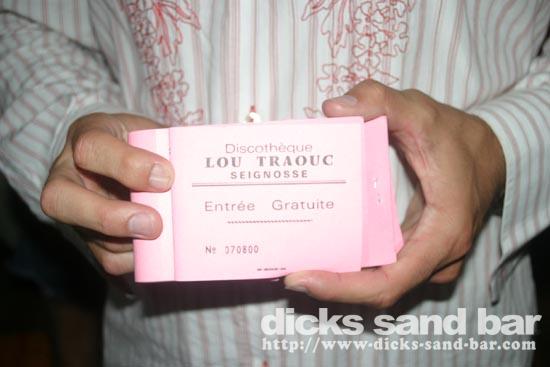 Discothèque
LOU TRAOUC
SEIGNOSSE
Entrée Gratuite
No 070800
dicks sand bar
http://www.dicks-sand-bar.com/